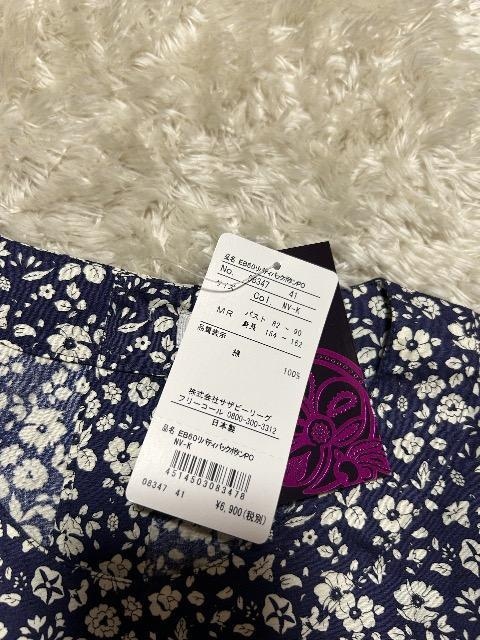 品名 EB60リバティバックボタンPO
No. 08347 41
サイズ Col. NV-K
MR バスト 82 - 90
身長 154 - 162
品質表示
綿 100%
株式会社サザビーリーグ
フリーコール 0800-300-3312
日本製
品名 EB60リバティバックボタンPO
NV-K
4514503083478
08347 41
¥6,900(税別)